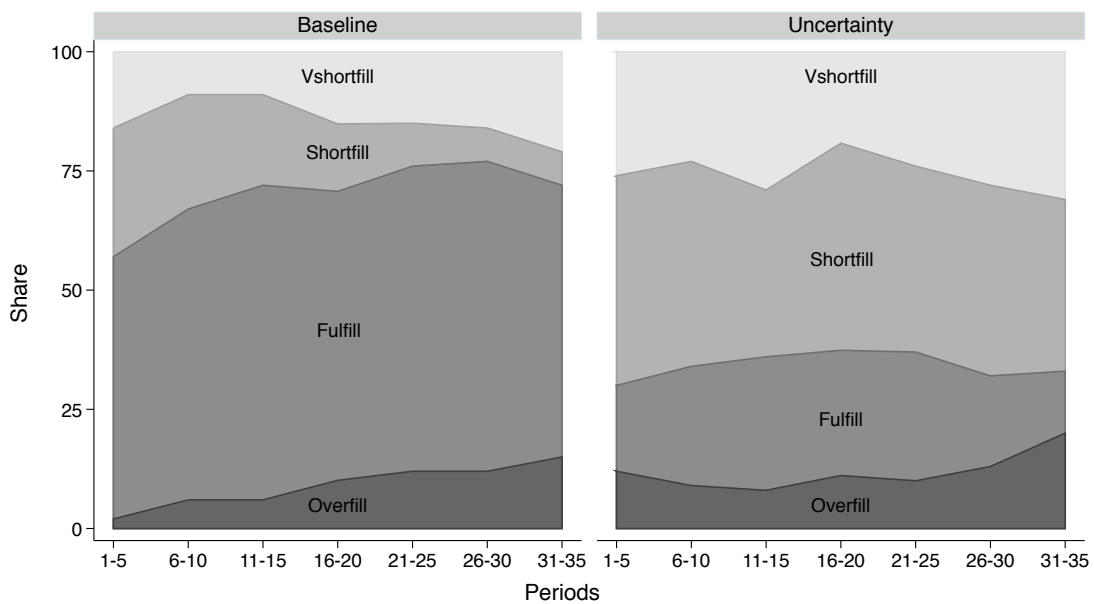 Baseline
Uncertainty
Share
100
75
50
25
0
Vshortfill
Shortfill
Fulfill
Overfill
Vshortfill
Shortfill
Fulfill
Overfill
1-5 6-10 11-15 16-20 21-25 26-30 31-35
1-5 6-10 11-15 16-20 21-25 26-30 31-35
Periods